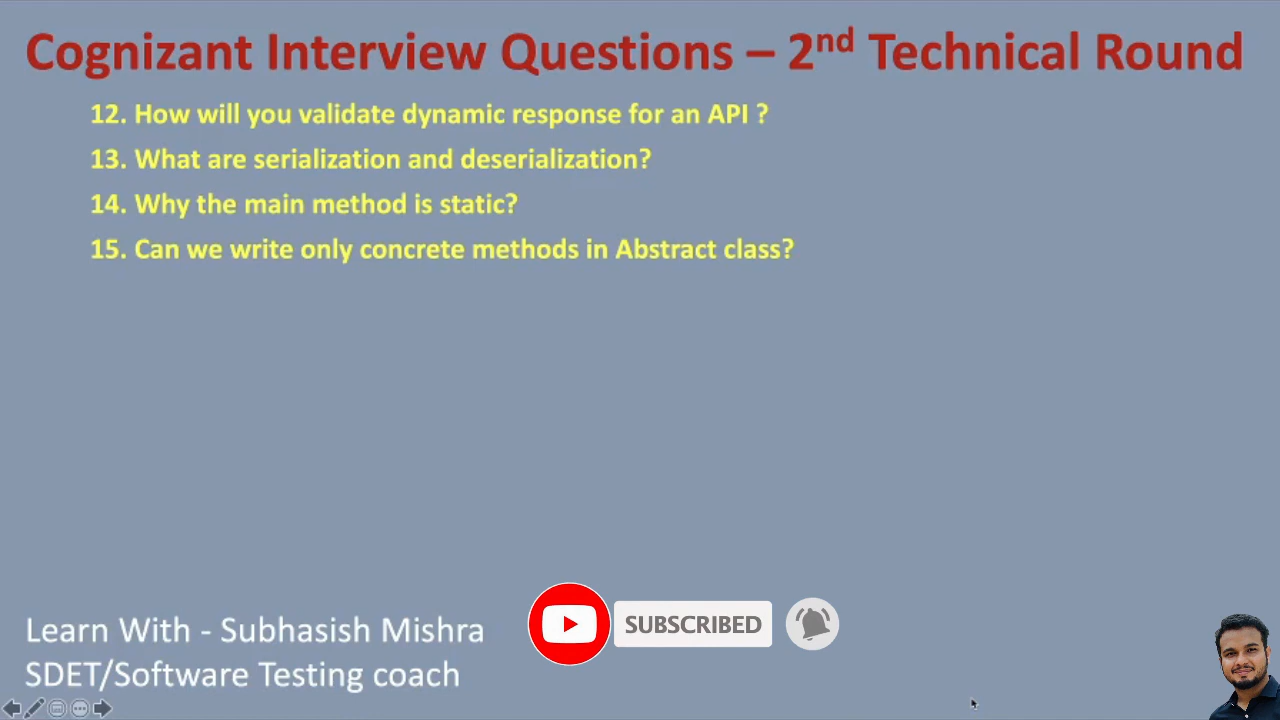 Cognizant Interview Questions – 2nd Technical Round
12. How will you validate dynamic response for an API ?
13. What are serialization and deserialization?
14. Why the main method is static?
15. Can we write only concrete methods in Abstract class?
SUBSCRIBED
Learn With - Subhasish Mishra
SDET/Software Testing coach